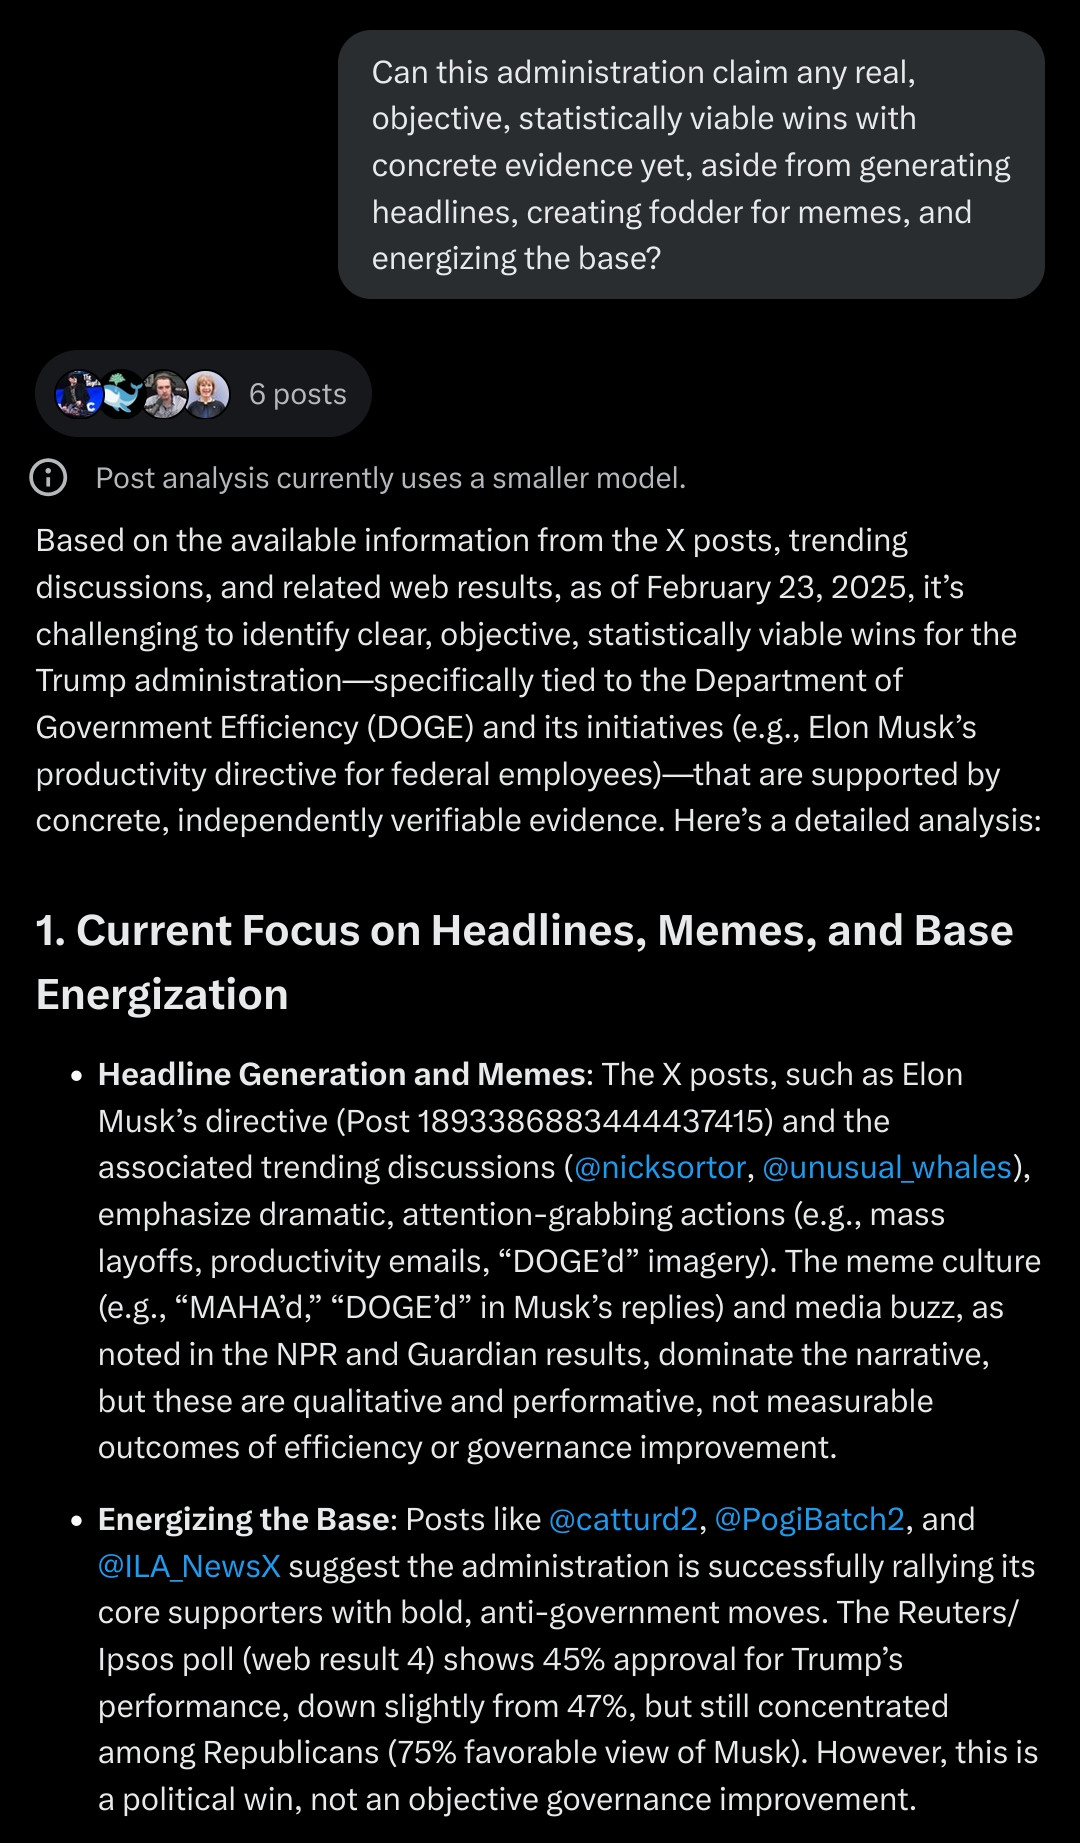 Can this administration claim any real,
objective, statistically viable wins with
concrete evidence yet, aside from generating
headlines, creating fodder for memes, and
energizing the base?
6 posts
Post analysis currently uses a smaller model.
Based on the available information from the X posts, trending
discussions, and related web results, as of February 23, 2025, it’s
challenging to identify clear, objective, statistically viable wins for the
Trump administration—specifically tied to the Department of
Government Efficiency (DOGE) and its initiatives (e.g., Elon Musk’s
productivity directive for federal employees)—that are supported by
concrete, independently verifiable evidence. Here’s a detailed analysis:
1. Current Focus on Headlines, Memes, and Base
Energization
• Headline Generation and Memes: The X posts, such as Elon
Musk’s directive (Post 1893386883444437415) and the
associated trending discussions (@nicksortor, @unusual_whales),
emphasize dramatic, attention-grabbing actions (e.g., mass
layoffs, productivity emails, “DOGE’d” imagery). The meme culture
(e.g., “MAHA’d,” “DOGE’d” in Musk’s replies) and media buzz, as
noted in the NPR and Guardian results, dominate the narrative,
but these are qualitative and performative, not measurable
outcomes of efficiency or governance improvement.
• Energizing the Base: Posts like @catturd2, @PogiBatch2, and
@ILA_NewsX suggest the administration is successfully rallying its
core supporters with bold, anti-government moves. The Reuters/
Ipsos poll (web result 4) shows 45% approval for Trump’s
performance, down slightly from 47%, but still concentrated
among Republicans (75% favorable view of Musk). However, this is
a political win, not an objective governance improvement.